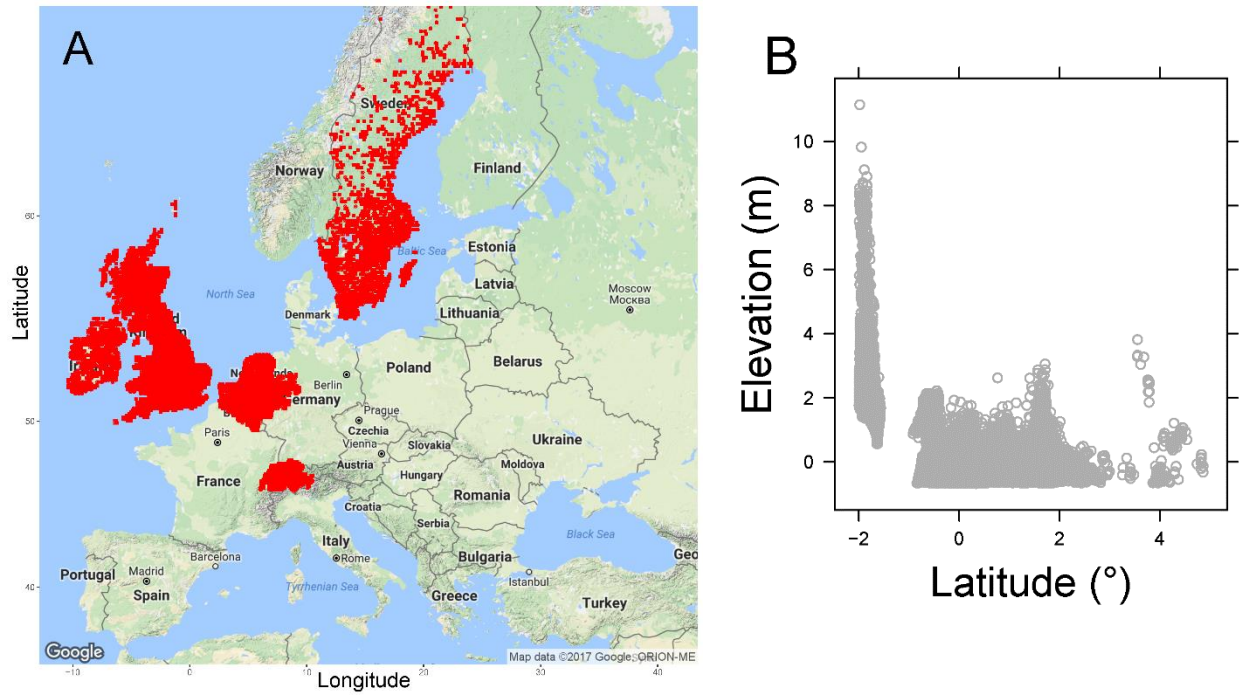 A
Sweden
Norway
Finland
60
Baltic Sea
Estonia
North Sea
Latvia
Moscow
МОСКВА
Denmark
Lithuania
Latitude
Belarus
Poland
Berlin
Germany
50
Prague
Paris
Czechia
Ukraine
Vienna
Slovakia
Austria
Moldova
Hungary
France
Romania
Croatia
Serbia
Black Sea
Italy
Bulgaria
Barcelona
Rome
Portugal
Madrid
Istanbul
Spain
Tyrrhenian Sea
40
Greece
Turkey
Google
Map data ©2017 Google, ORION-ME
-10
0
10
20
30
40
Longitude
B
10
8
6
4
2
0
Elevation (m)
−2
0
2
4
Latitude (°)